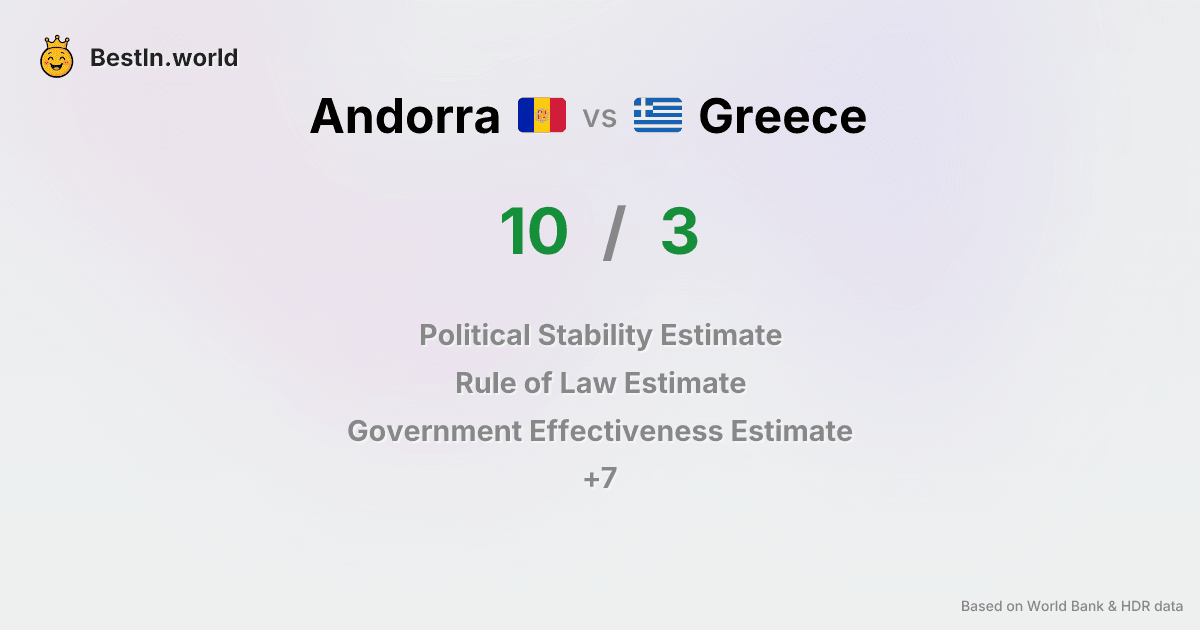 BestIn.world
Andorra vs Greece
10 / 3
Political Stability Estimate
Rule of Law Estimate
Government Effectiveness Estimate
+7
Based on World Bank & HDR data